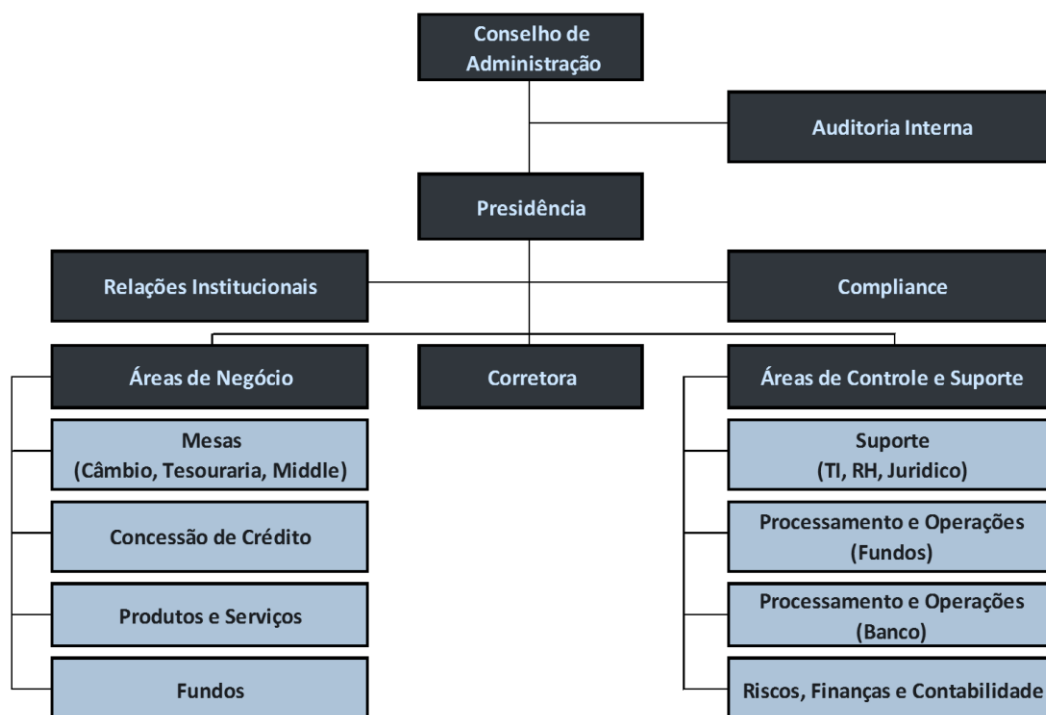 Conselho de
Administração
Auditoria Interna
Presidência
Relações Institucionais
Compliance
Áreas de Negócio
Corretora
Áreas de Controle e Suporte
Mesas
(Câmbio, Tesouraria, Middle)
Suporte
(TI, RH, Juridico)
Concessão de Crédito
Processamento e Operações
(Fundos)
Produtos e Serviços
Processamento e Operações
(Banco)
Fundos
Riscos, Finanças e Contabilidade